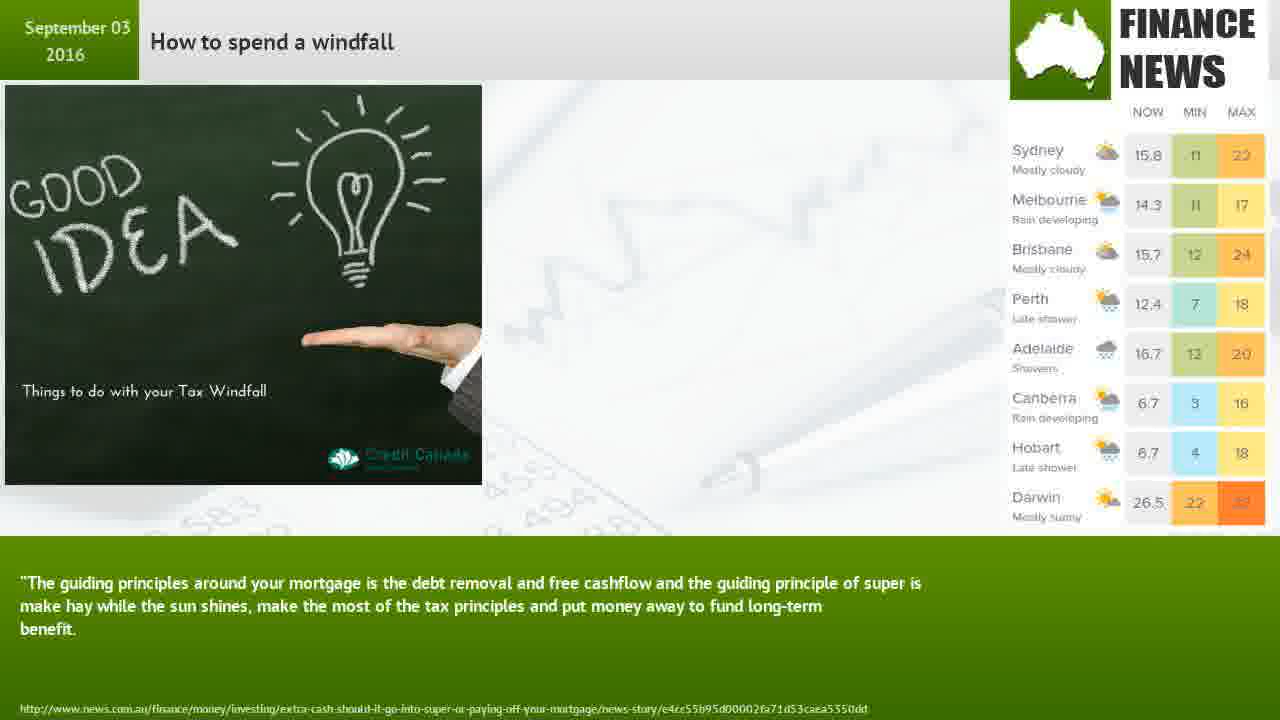 September 03
2016
How to spend a windfall
FINANCE
NEWS
GOOD
IDEA
Things to do with your Tax Windfall
Credit Canada
NOW MIN MAX
Sydney
Mostly cloudy
15.8 11 22
Melbourne
Rain developing
14.3 11 17
Brisbane
Mostly cloudy
15.7 12 24
Perth
Late shower
12.4 7 18
Adelaide
Showers
16.7 12 20
Canberra
Rain developing
6.7 3 16
Hobart
Late shower
6.7 4 18
Darwin
Mostly sunny
26.5 22
"The guiding principles around your mortgage is the debt removal and free cashflow and the guiding principle of super is
make hay while the sun shines, make the most of the tax principles and put money away to fund long-term
benefit.